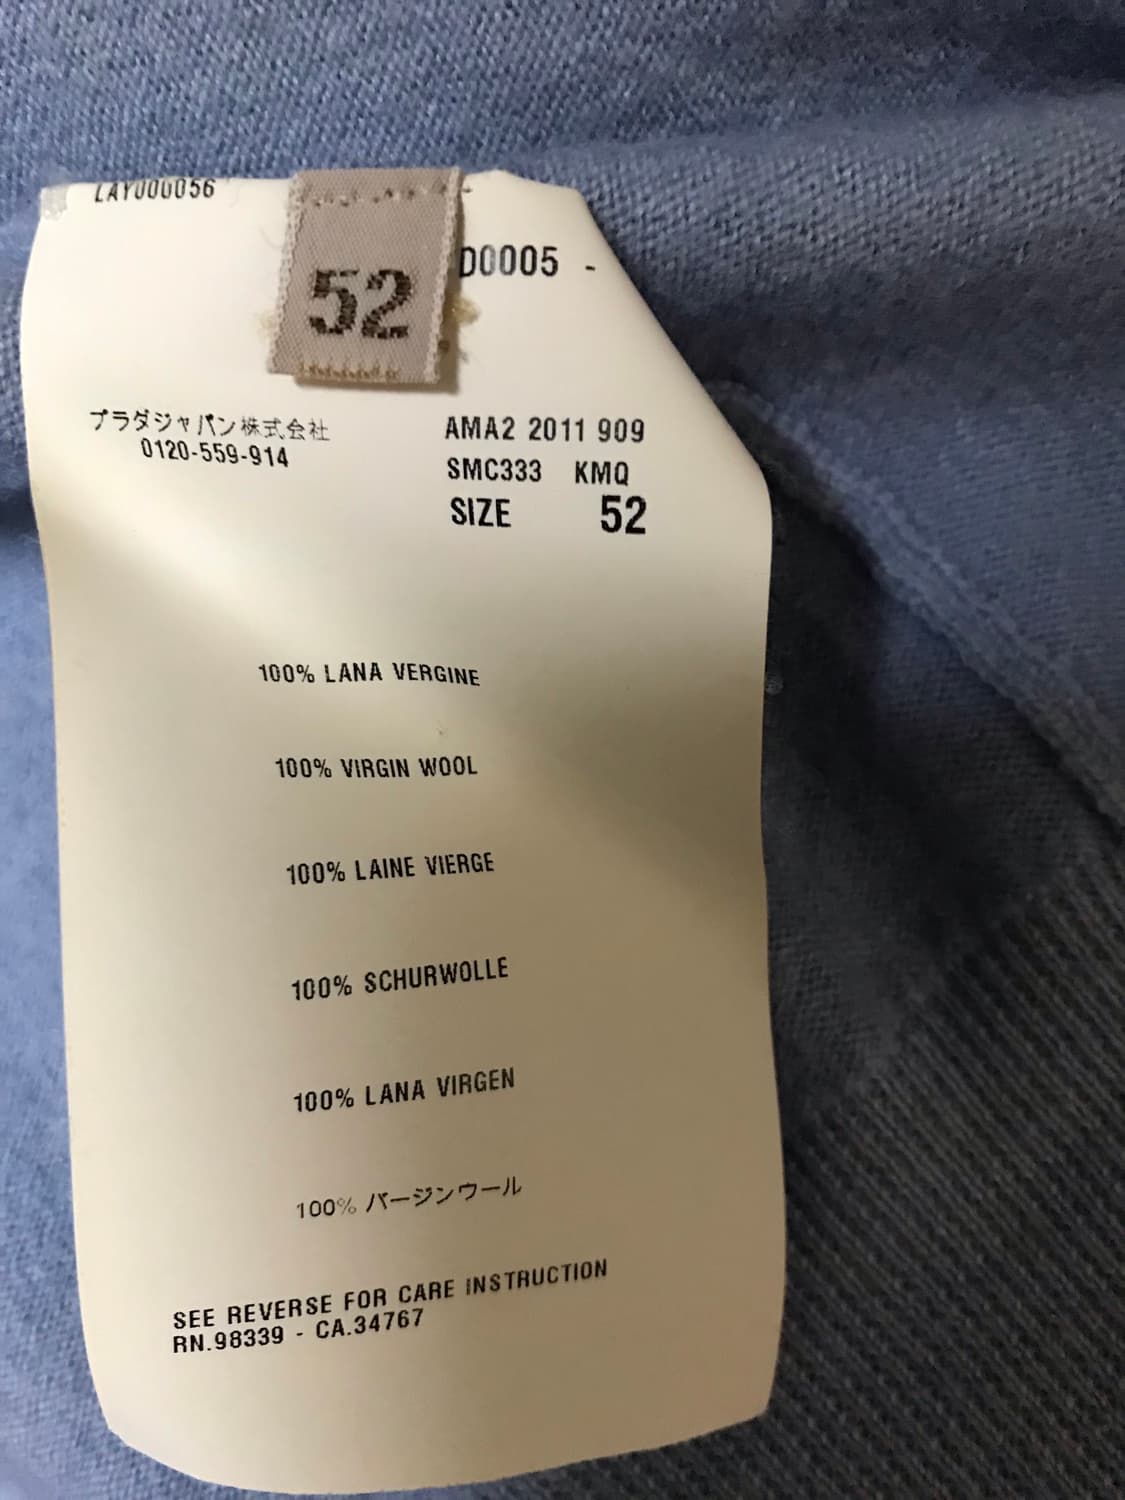 LAY000056
52
D0005 -
プラダジャパン株式会社
0120-559-914
AMA2 2011 909
SMC333 KMQ
SIZE 52
100% LANA VERGINE
100% VIRGIN WOOL
100% LAINE VIERGE
100% SCHURWOLLE
100% LANA VIRGEN
100% バージンウール
SEE REVERSE FOR CARE INSTRUCTION
RN.98339 - CA.34767